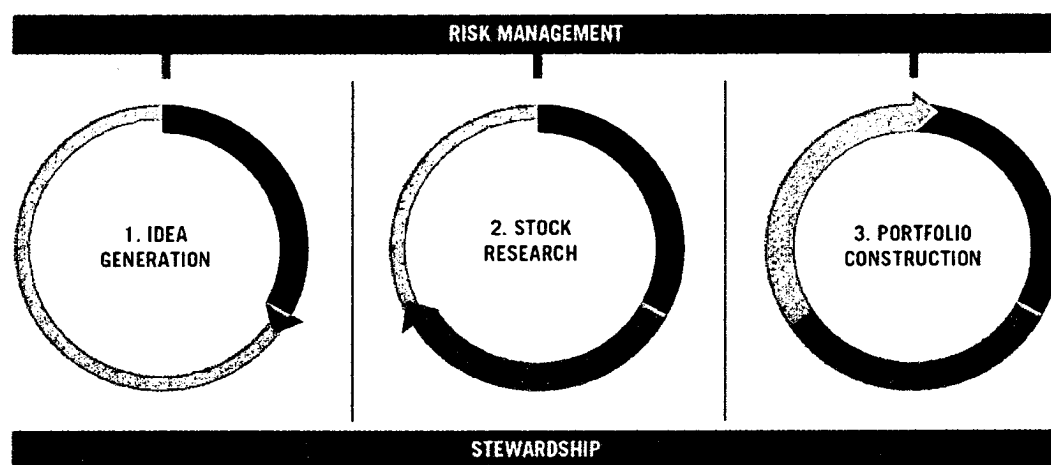 RISK MANAGEMENT
1. IDEA
GENERATION
2. STOCK
RESEARCH
3. PORTFOLIO
CONSTRUCTION
STEWARDSHIP